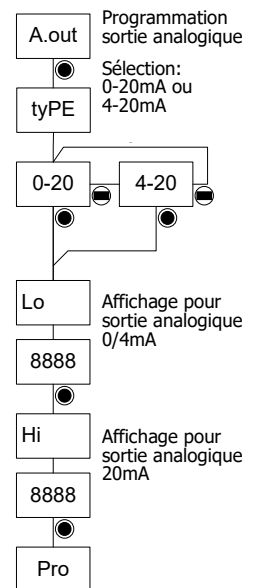 A.out
Programmation
sortie analogique
Sélection:
0-20mA ou
4-20mA
tyPE
0-20
4-20
Lo
Affichage pour
sortie analogique
0/4mA
8888
Hi
Affichage pour
sortie analogique
20mA
8888
Pro